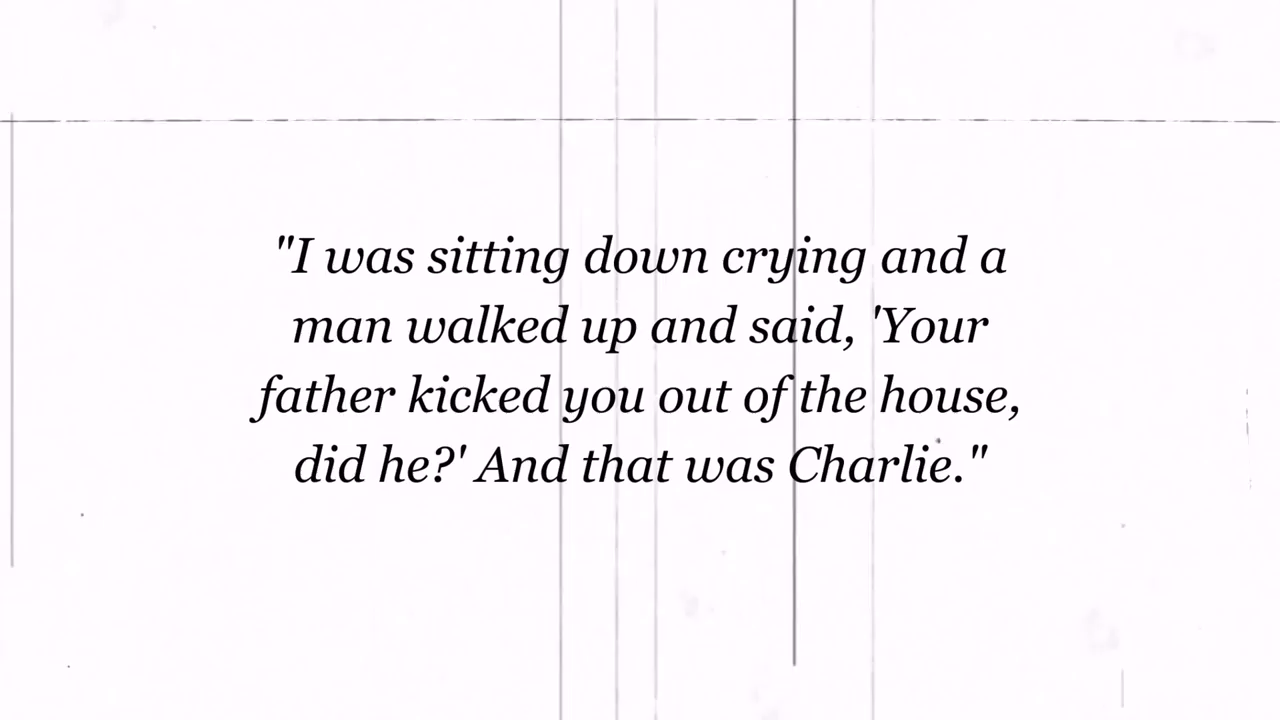 "I was sitting down crying and a
man walked up and said, 'Your
father kicked you out of the house,
did he?' And that was Charlie."